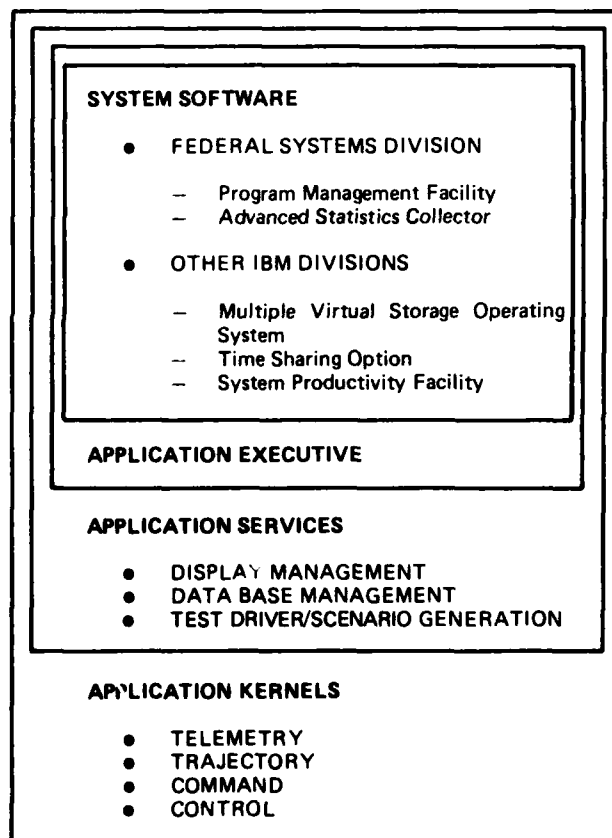 SYSTEM SOFTWARE
● FEDERAL SYSTEMS DIVISION
– Program Management Facility
– Advanced Statistics Collector
● OTHER IBM DIVISIONS
– Multiple Virtual Storage Operating
System
– Time Sharing Option
– System Productivity Facility
APPLICATION EXECUTIVE
APPLICATION SERVICES
● DISPLAY MANAGEMENT
● DATA BASE MANAGEMENT
● TEST DRIVER/SCENARIO GENERATION
APPLICATION KERNELS
● TELEMETRY
● TRAJECTORY
● COMMAND
● CONTROL